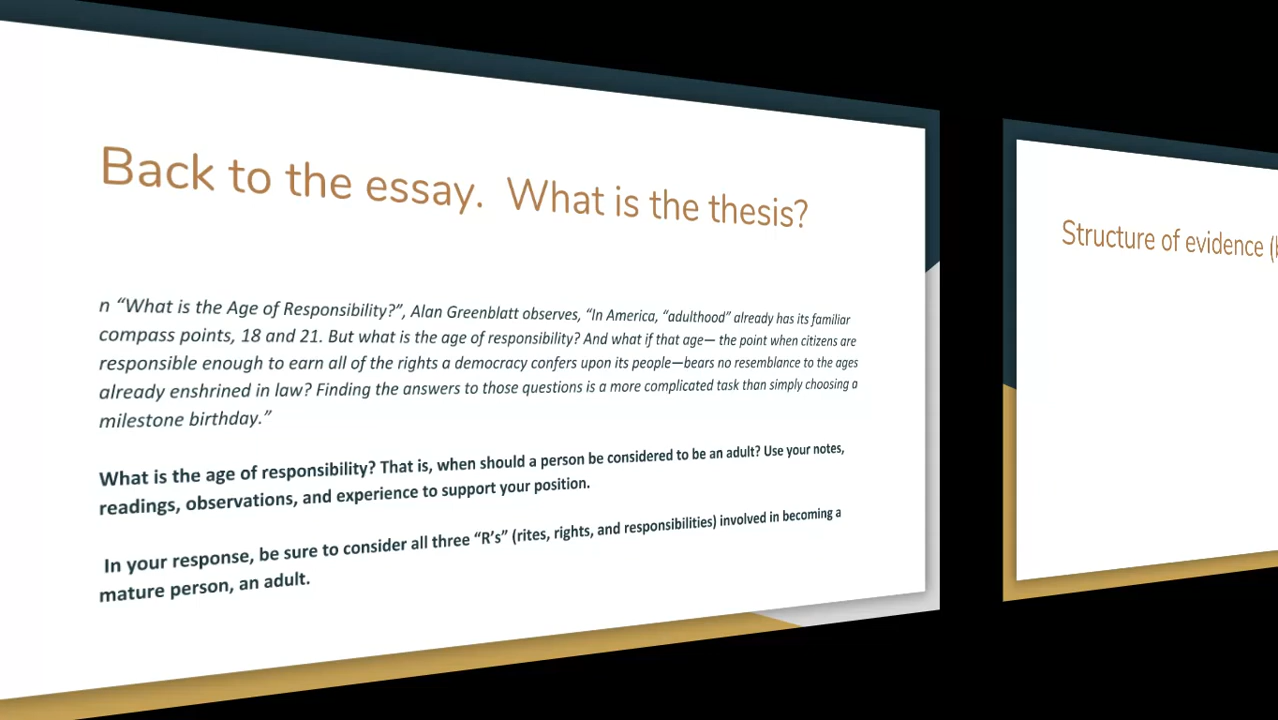 Back to the essay.  What is the thesis?
n “What is the Age of Responsibility?”, Alan Greenblatt observes, “In America, “adulthood” already has its familiar
compass points, 18 and 21. But what is the age of responsibility? And what if that age— the point when citizens are
responsible enough to earn all of the rights a democracy confers upon its people—bears no resemblance to the ages
already enshrined in law? Finding the answers to those questions is a more complicated task than simply choosing a
milestone birthday.”
What is the age of responsibility? That is, when should a person be considered to be an adult? Use your notes,
readings, observations, and experience to support your position.
In your response, be sure to consider all three “R’s” (rites, rights, and responsibilities) involved in becoming a
mature person, an adult.
Structure of evidence (